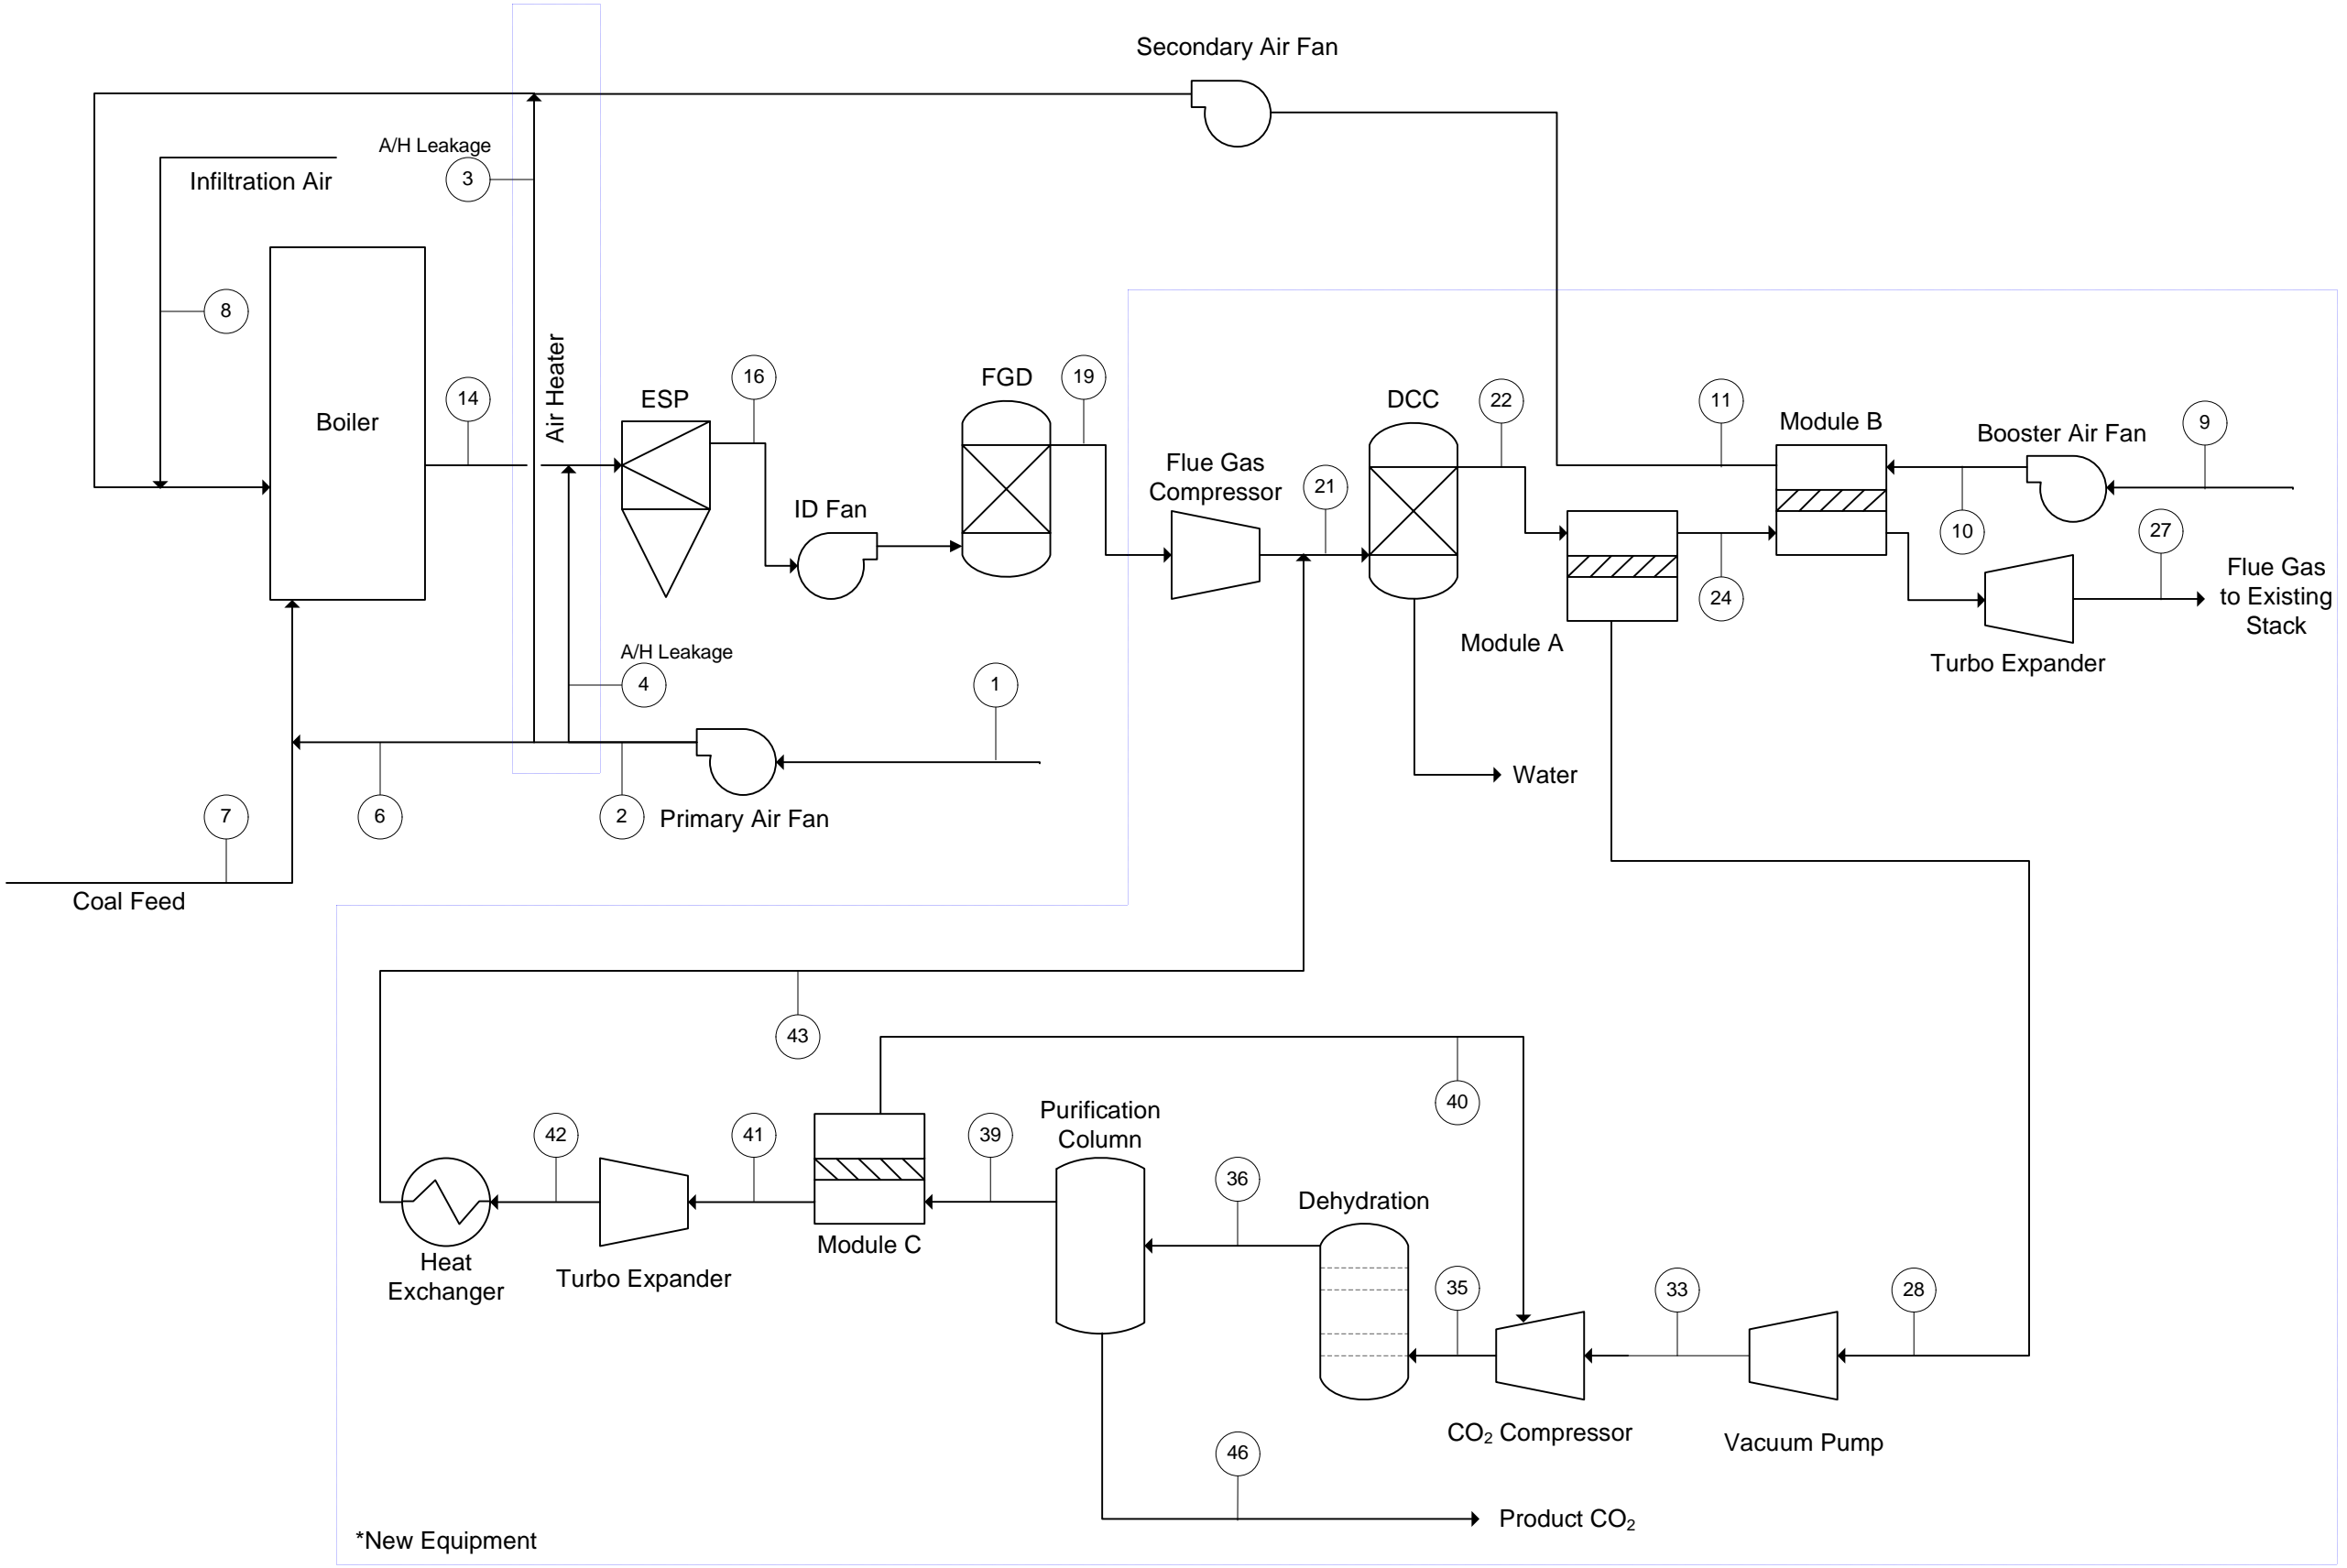 Secondary Air Fan
A/H Leakage
3
Infiltration Air
8
Boiler
14
Air Heater
ESP
16
ID Fan
FGD
19
Flue Gas
Compressor
21
DCC
22
11
Module B
Booster Air Fan
9
10
27
Flue Gas
to Existing
Stack
24
Module A
Turbo Expander
A/H Leakage
4
1
Water
7
6
2
Primary Air Fan
Coal Feed
43
40
42
41
39
Purification
Column
36
Dehydration
Heat
Exchanger
Turbo Expander
Module C
35
33
28
CO₂ Compressor
Vacuum Pump
46
Product CO₂
*New Equipment